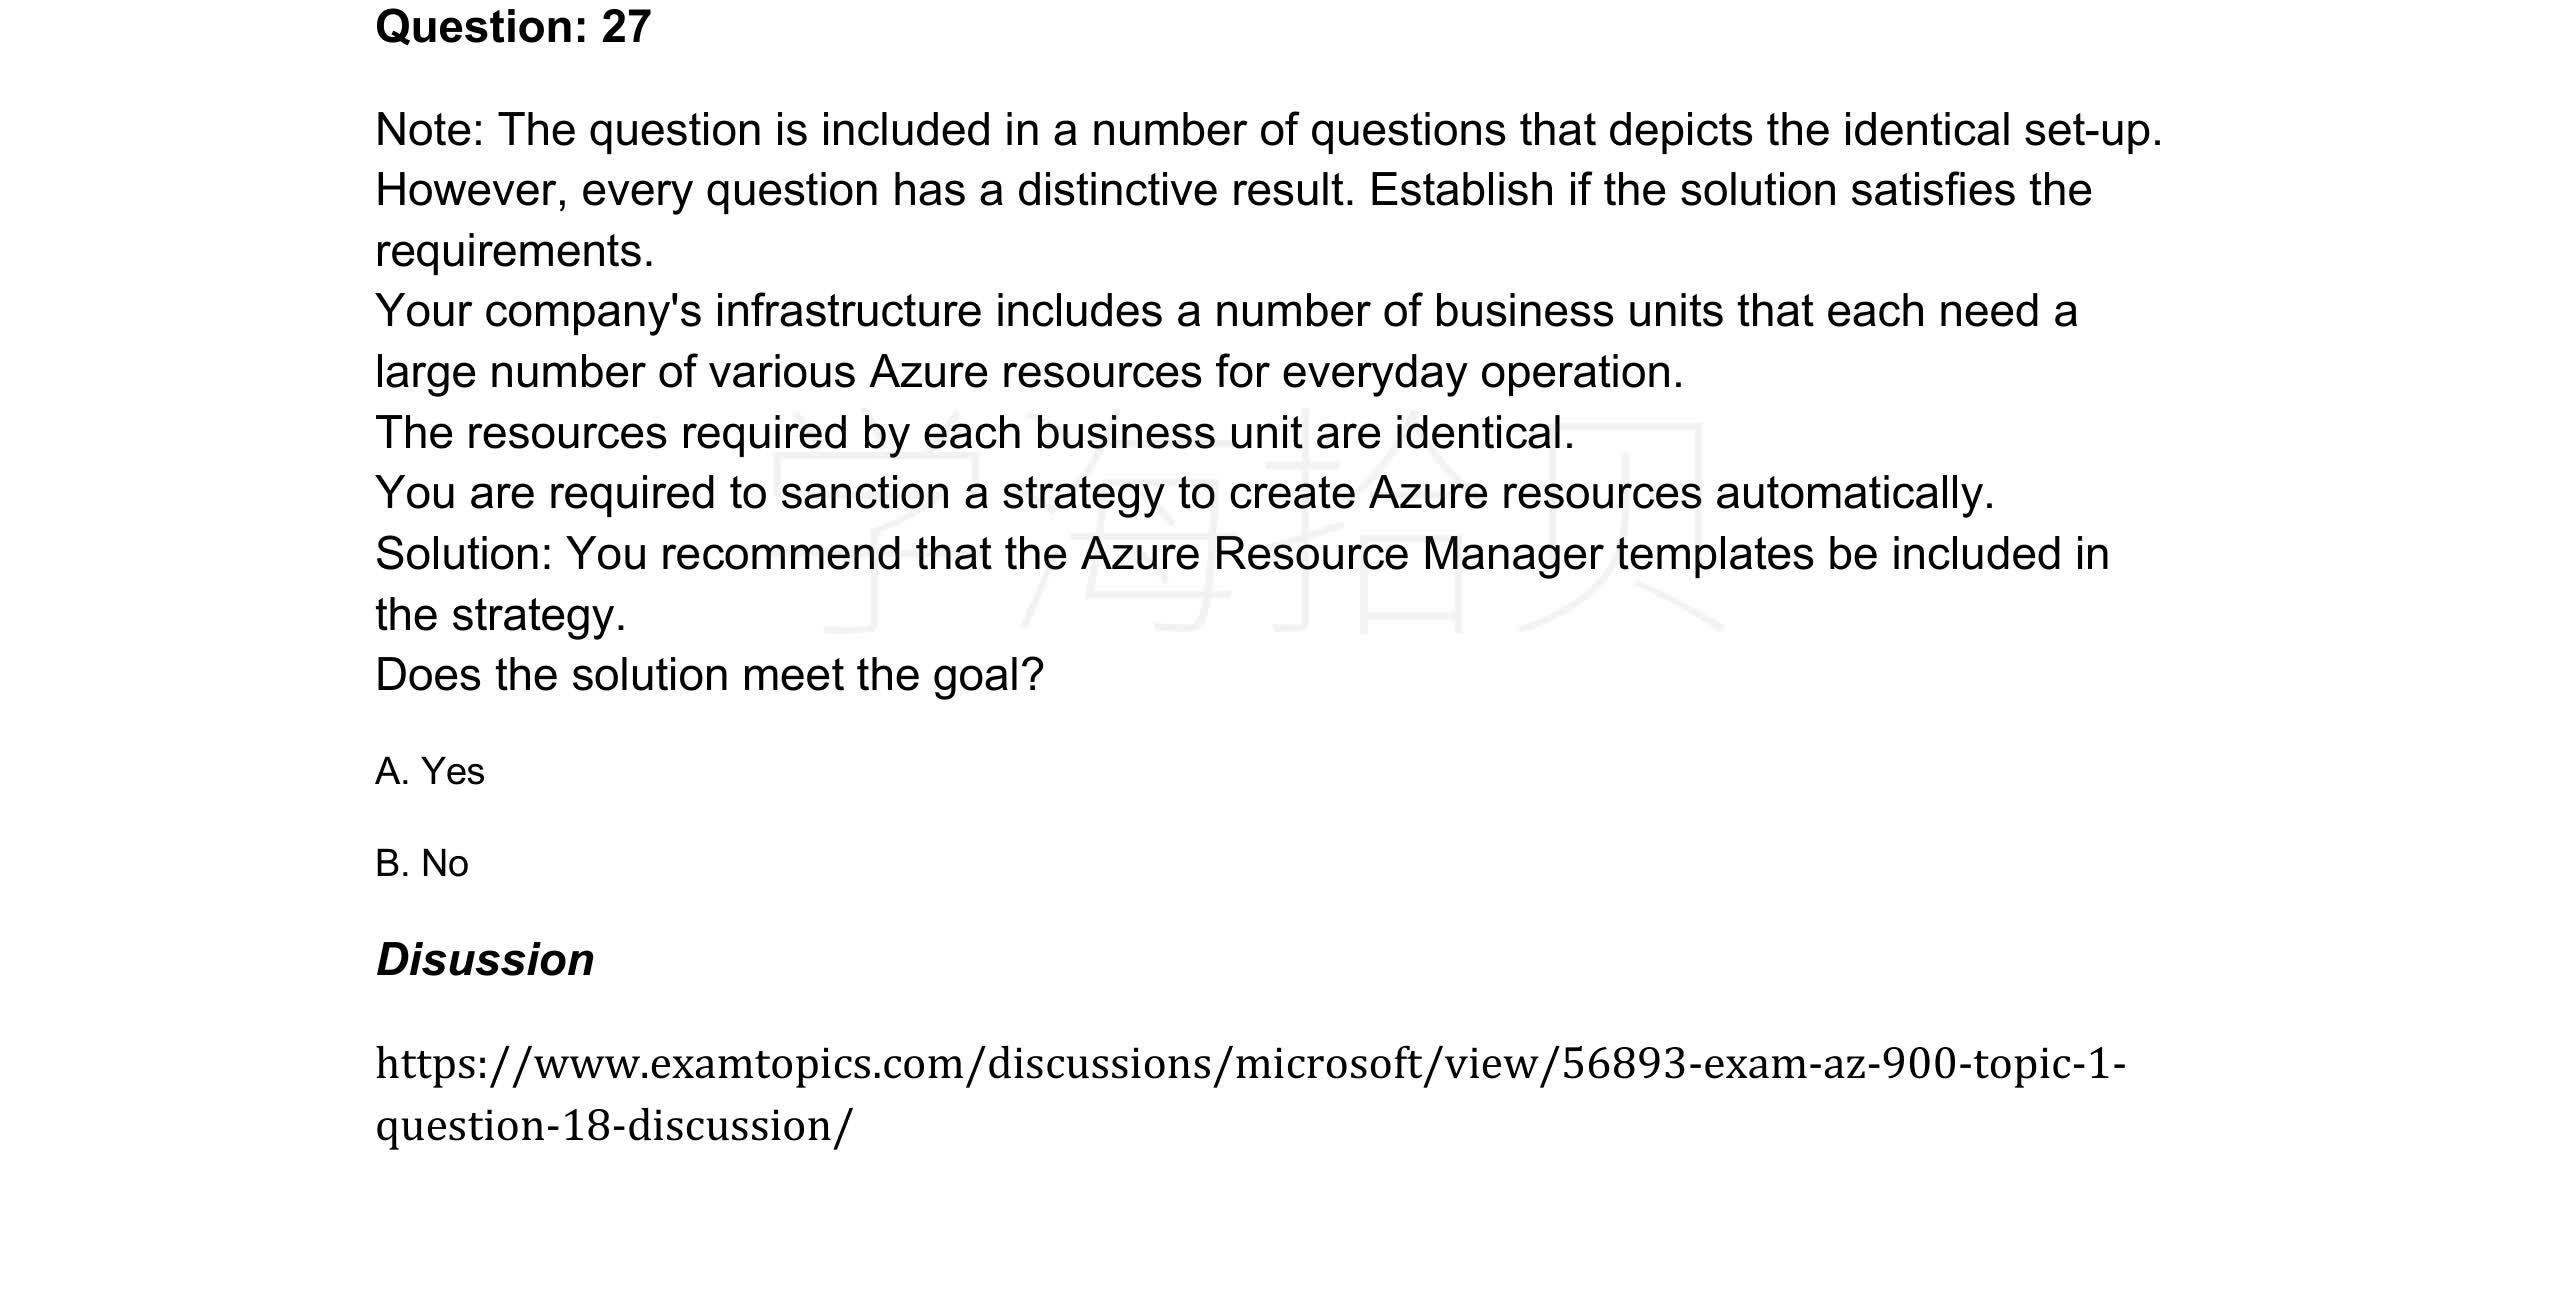 Question: 27
Note: The question is included in a number of questions that depicts the identical set-up.
However, every question has a distinctive result. Establish if the solution satisfies the
requirements.
Your company's infrastructure includes a number of business units that each need a
large number of various Azure resources for everyday operation.
The resources required by each business unit are identical.
You are required to sanction a strategy to create Azure resources automatically.
Solution: You recommend that the Azure Resource Manager templates be included in
the strategy.
Does the solution meet the goal?
A. Yes
B. No
Disussion
https://www.examtopics.com/discussions/microsoft/view/56893-exam-az-900-topic-1-
question-18-discussion/
学海拾贝